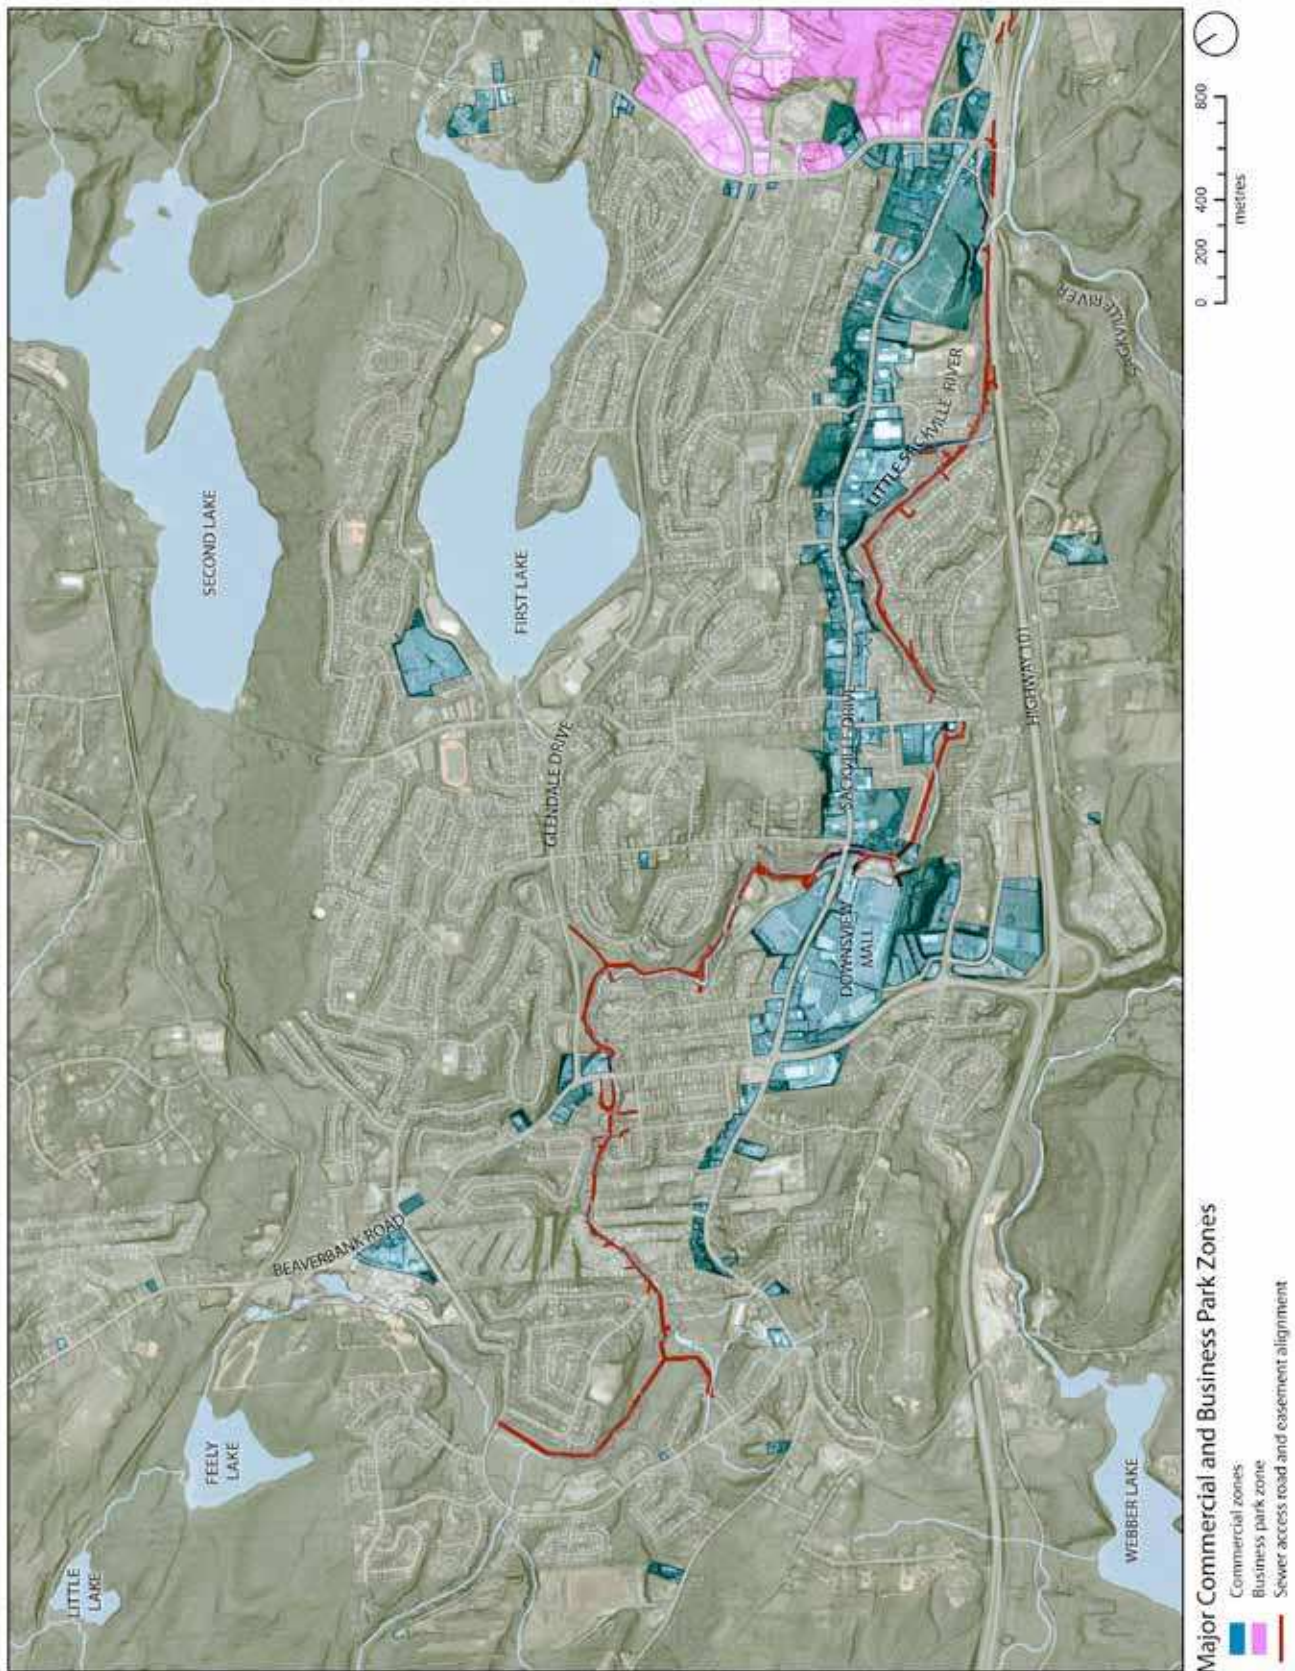 SECOND LAKE
FIRST LAKE
GLENDALE DRIVE
SACKVILLE DRIVE
LITTLE SACKVILLE RIVER
SACKVILLE RIVER
HIGHWAY 101
DOWNSVIEW
MALL
BEAVERBANK ROAD
FEELY
LAKE
LITTLE
LAKE
WEBBER LAKE
Major Commercial and Business Park Zones
Commercial zones
Business park zone
Sewer access road and easement alignment
0 200 400 800
metres